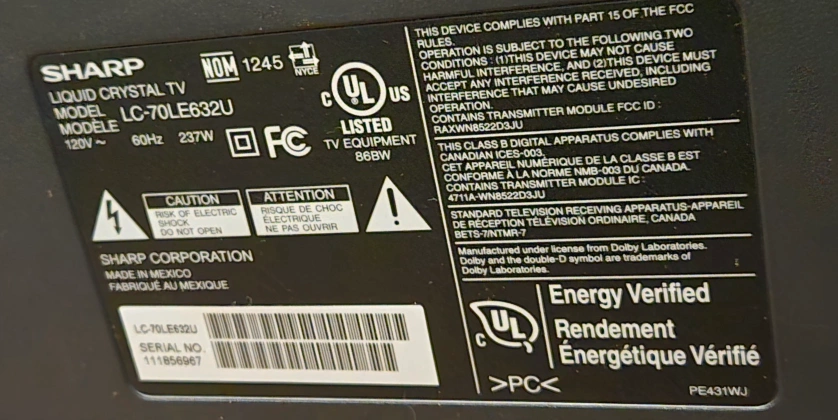 SHARP
LIQUID CRYSTAL TV
MODEL LC-70LE632U
MODÈLE
120V ~ 60Hz 237W
NOM 1245 NYCE
FC
c UL US
LISTED
TV EQUIPMENT
86BW
CAUTION
RISK OF ELECTRIC
SHOCK
DO NOT OPEN
ATTENTION
RISQUE DE CHOC
ÉLECTRIQUE
NE PAS OUVRIR
SHARP CORPORATION
MADE IN MEXICO
FABRIQUÉ AU MEXIQUE
LC-70LE632U
SERIAL NO.
111856967
THIS DEVICE COMPLIES WITH PART 15 OF THE FCC
RULES.
OPERATION IS SUBJECT TO THE FOLLOWING TWO
CONDITIONS : (1)THIS DEVICE MAY NOT CAUSE
HARMFUL INTERFERENCE, AND (2)THIS DEVICE MUST
ACCEPT ANY INTERFERENCE RECEIVED, INCLUDING
INTERFERENCE THAT MAY CAUSE UNDESIRED
OPERATION.
CONTAINS TRANSMITTER MODULE FCC ID :
RAXWN8522D3JU
THIS CLASS B DIGITAL APPARATUS COMPLIES WITH
CANADIAN ICES-003.
CET APPAREIL NUMÉRIQUE DE LA CLASSE B EST
CONFORME À LA NORME NMB-003 DU CANADA.
CONTAINS TRANSMITTER MODULE IC :
4711A-WN8522D3JU
STANDARD TELEVISION RECEIVING APPARATUS-APPAREIL
DE RÉCEPTION TÉLÉVISION ORDINAIRE, CANADA
BETS-7/NTMR-7
Manufactured under license from Dolby Laboratories.
Dolby and the double-D symbol are trademarks of
Dolby Laboratories.
c UL
Energy Verified
Rendement
Énergétique Vérifié
>PC<
PE431WJ